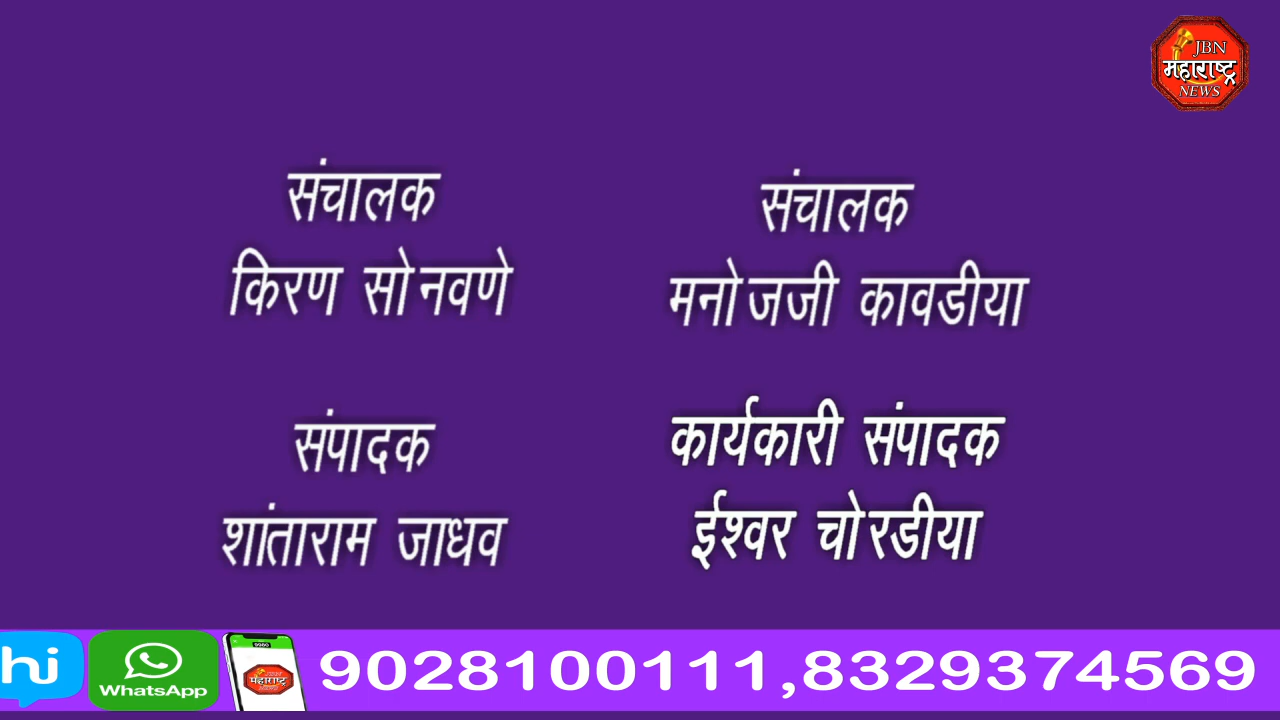 JBN
महाराष्ट्र
NEWS
संचालक
किरण सोनवणे
संचालक
मनोजजी कावडीया
संपादक
शांताराम जाधव
कार्यकारी संपादक
ईश्वर चोरडीया
hi
WhatsApp
महाराष्ट्र
9028100111,8329374569